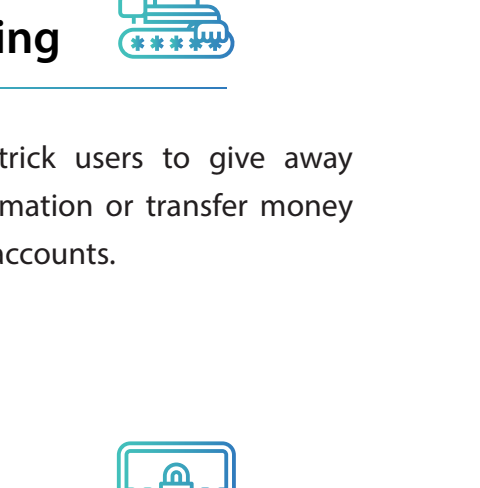 ing
*****
trick users to give away
mation or transfer money
accounts.